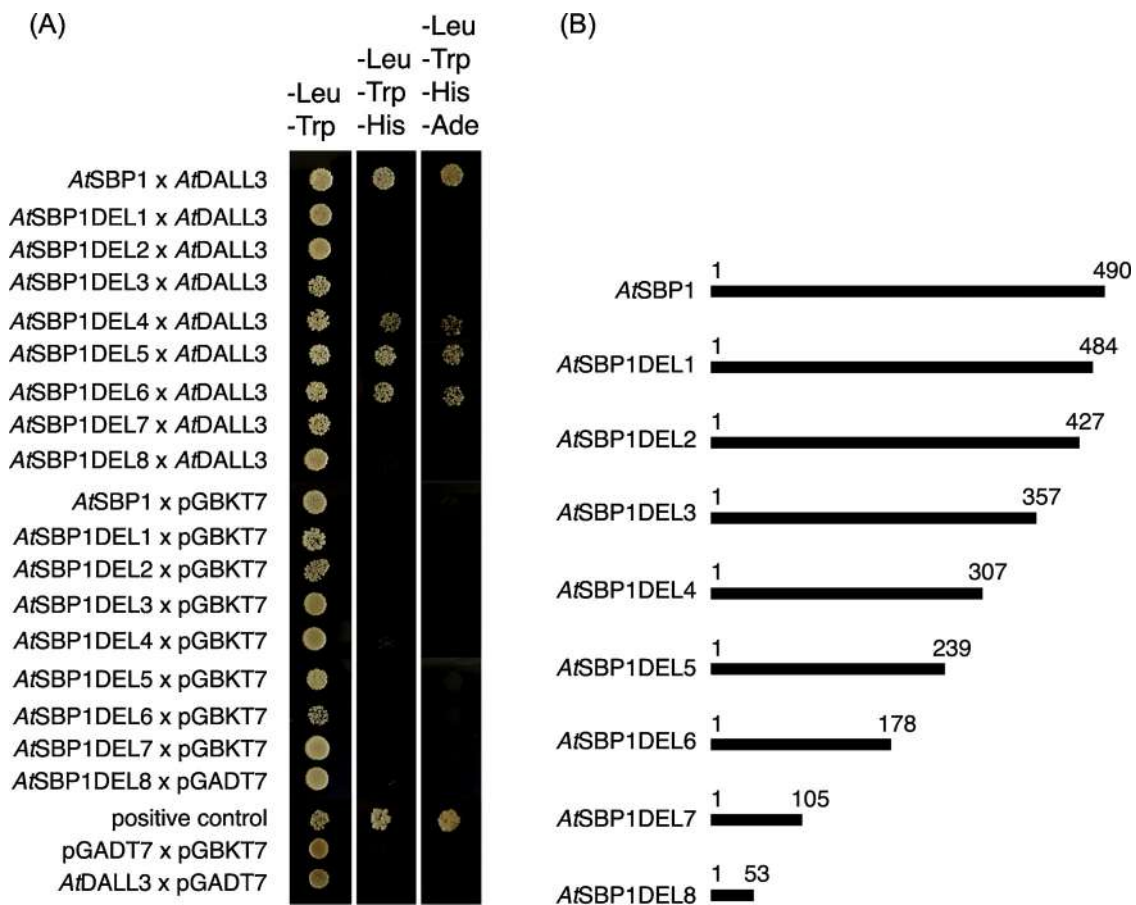 (A)
-Leu
-Trp
-Leu
-Trp
-His
-Leu
-Trp
-His
-Ade
AtSBP1 x AtDALL3
AtSBP1DEL1 x AtDALL3
AtSBP1DEL2 x AtDALL3
AtSBP1DEL3 x AtDALL3
AtSBP1DEL4 x AtDALL3
AtSBP1DEL5 x AtDALL3
AtSBP1DEL6 x AtDALL3
AtSBP1DEL7 x AtDALL3
AtSBP1DEL8 x AtDALL3
AtSBP1 x pGBKT7
AtSBP1DEL1 x pGBKT7
AtSBP1DEL2 x pGBKT7
AtSBP1DEL3 x pGBKT7
AtSBP1DEL4 x pGBKT7
AtSBP1DEL5 x pGBKT7
AtSBP1DEL6 x pGBKT7
AtSBP1DEL7 x pGBKT7
AtSBP1DEL8 x pGADT7
positive control
pGADT7 x pGBKT7
AtDALL3 x pGADT7
(B)
1 490
AtSBP1
1 484
AtSBP1DEL1
1 427
AtSBP1DEL2
1 357
AtSBP1DEL3
1 307
AtSBP1DEL4
1 239
AtSBP1DEL5
1 178
AtSBP1DEL6
1 105
AtSBP1DEL7
1 53
AtSBP1DEL8